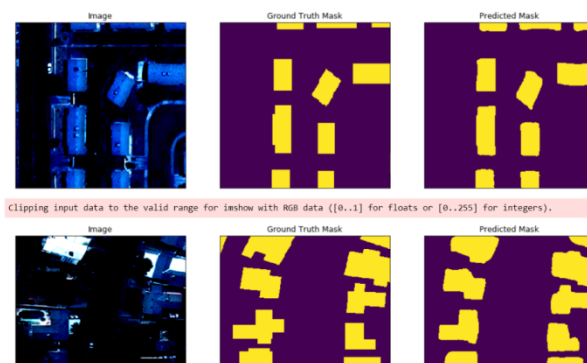 Image Ground Truth Mask Predicted Mask
Clipping input data to the valid range for imshow with RGB data ([0..1] for floats or [0..255] for integers).
Image Ground Truth Mask Predicted Mask